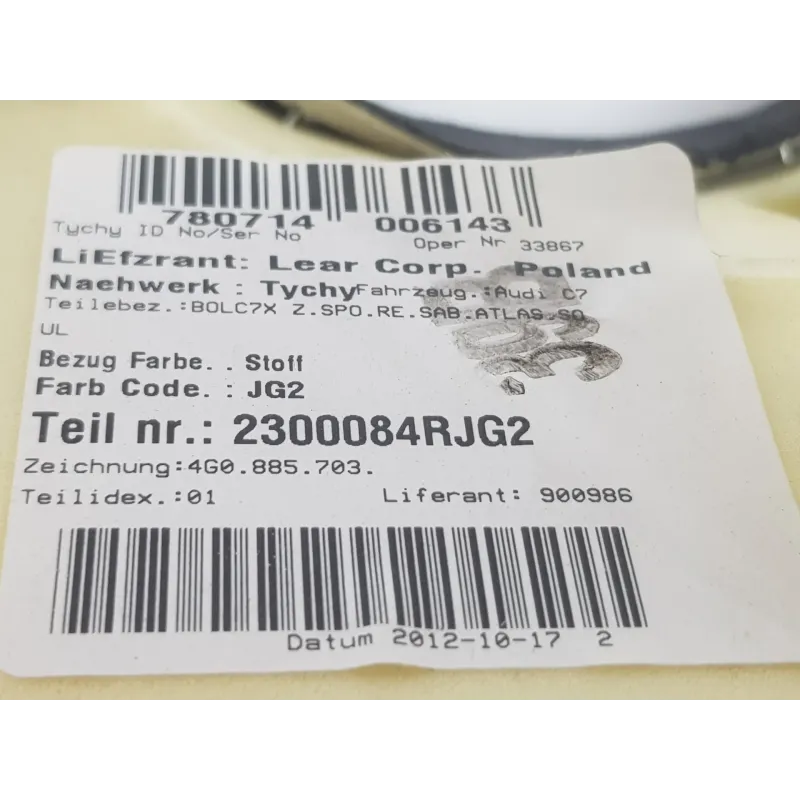 780714 006143
Tychy ID No/Ser No Oper Nr 33867
LiEfzrant: Lear Corp. Poland
Naehwerk : Tychy Fahrzeug.:Audi C7
Teilebez.:BOLC7X Z.SPO.RE.SAB.ATLAS.SO
UL
Bezug Farbe. . Stoff
Farb Code. : JG2
Teil nr.: 2300084RJG2
Zeichnung:4G0.885.703.
Teilidex.:01 Liferant: 900986
Datum 2012-10-17 2